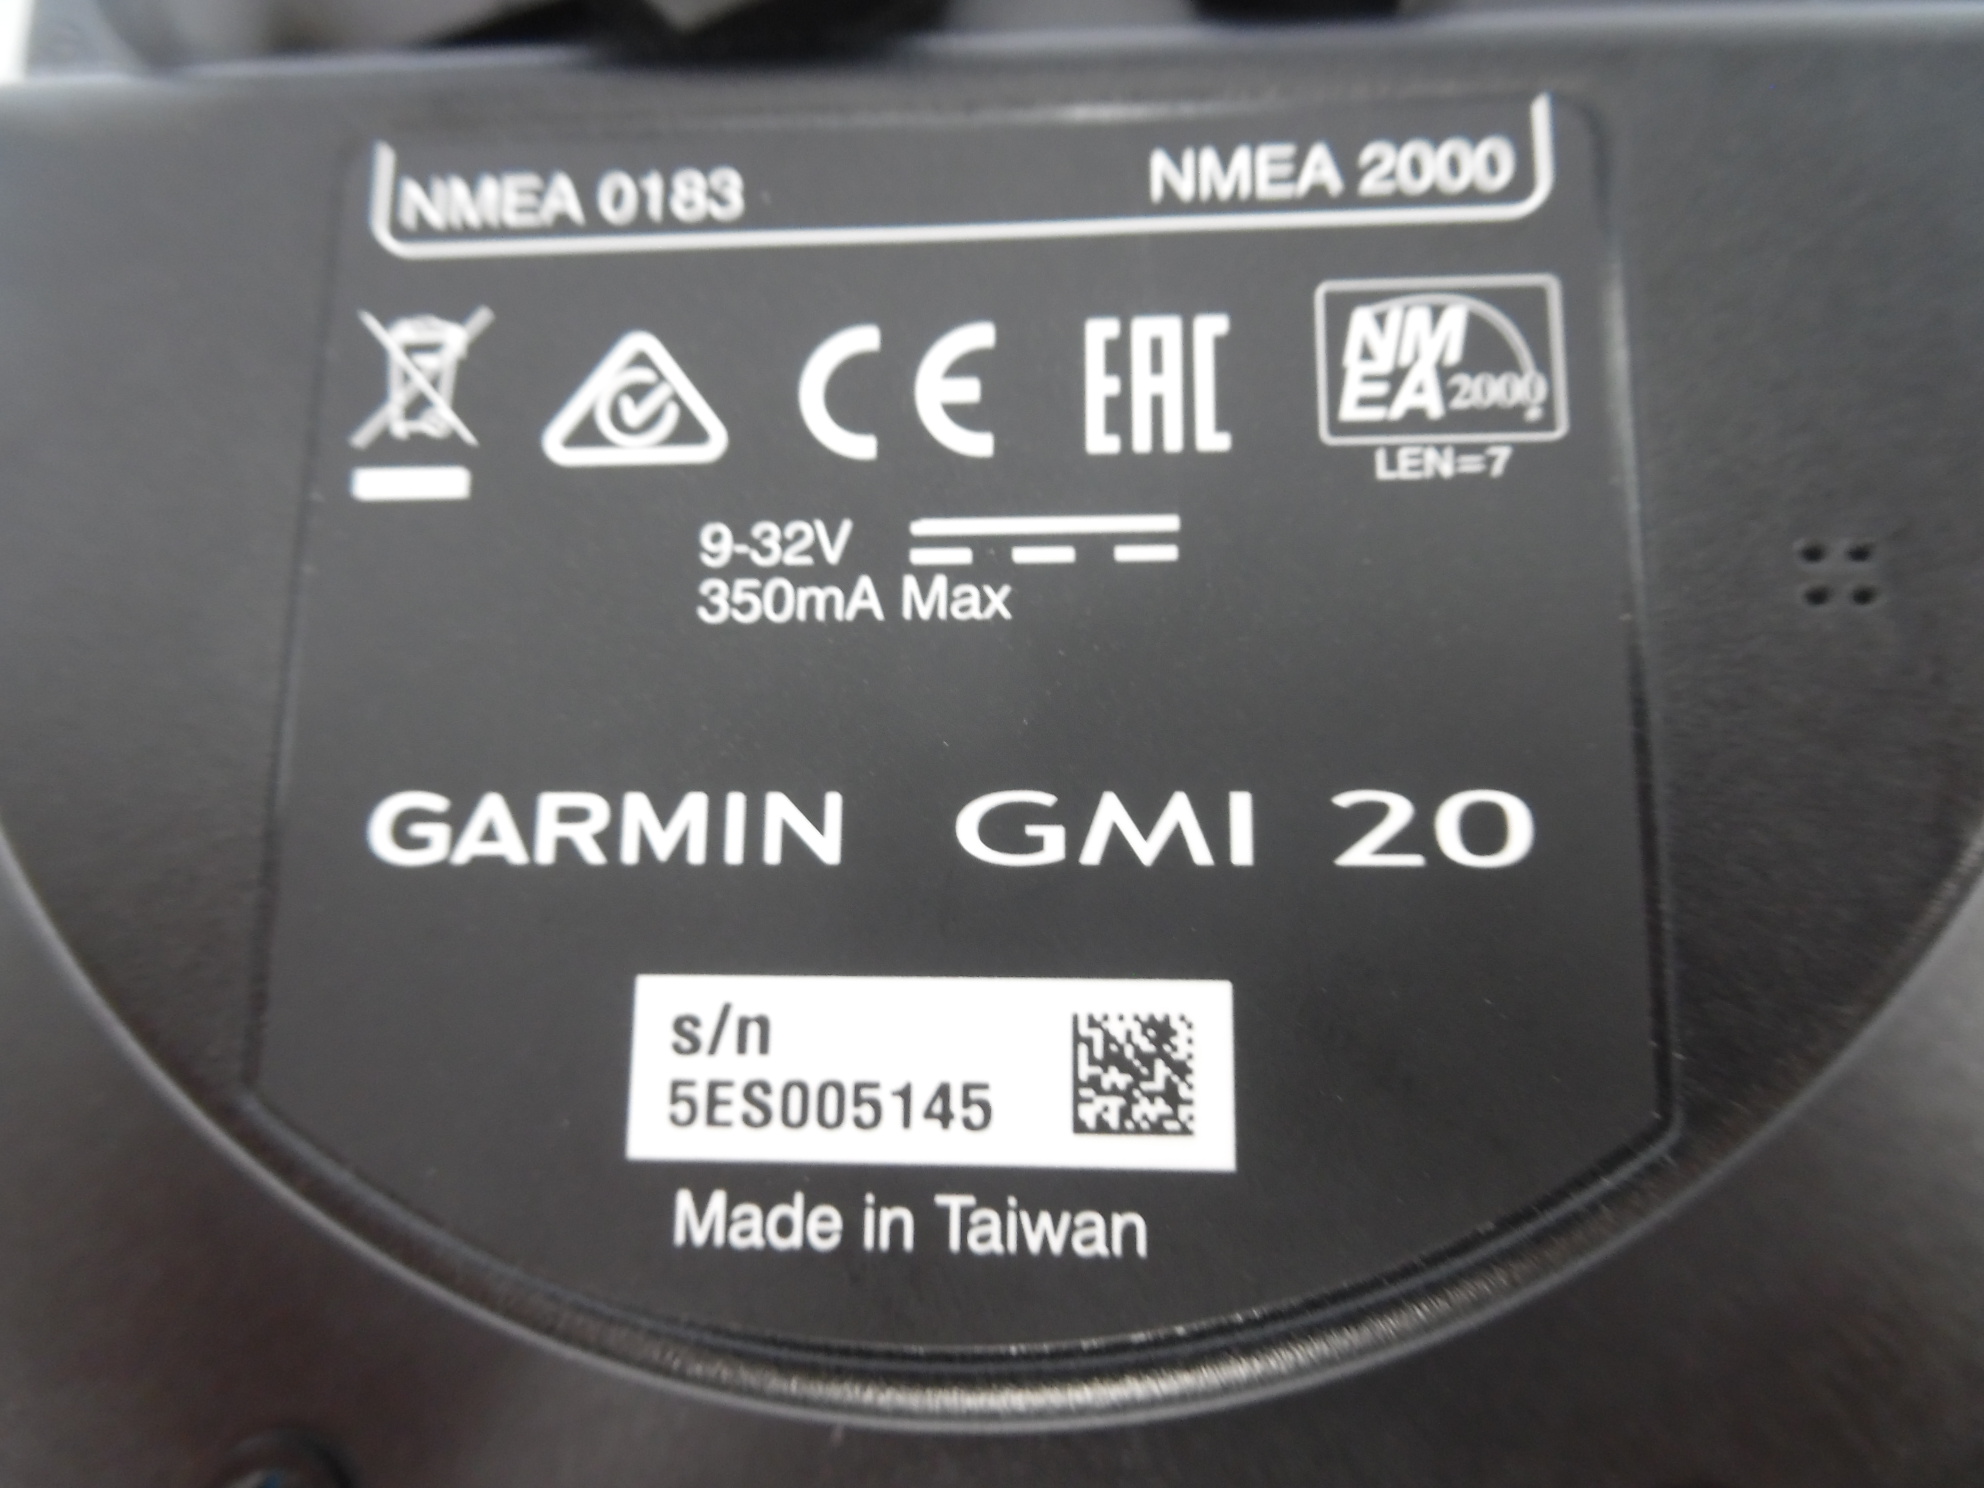 NMEA 0183 NMEA 2000
CE EAC NMEA 2000
LEN=7
9-32V
350mA Max
GARMIN GMI 20
s/n
5ES005145
Made in Taiwan